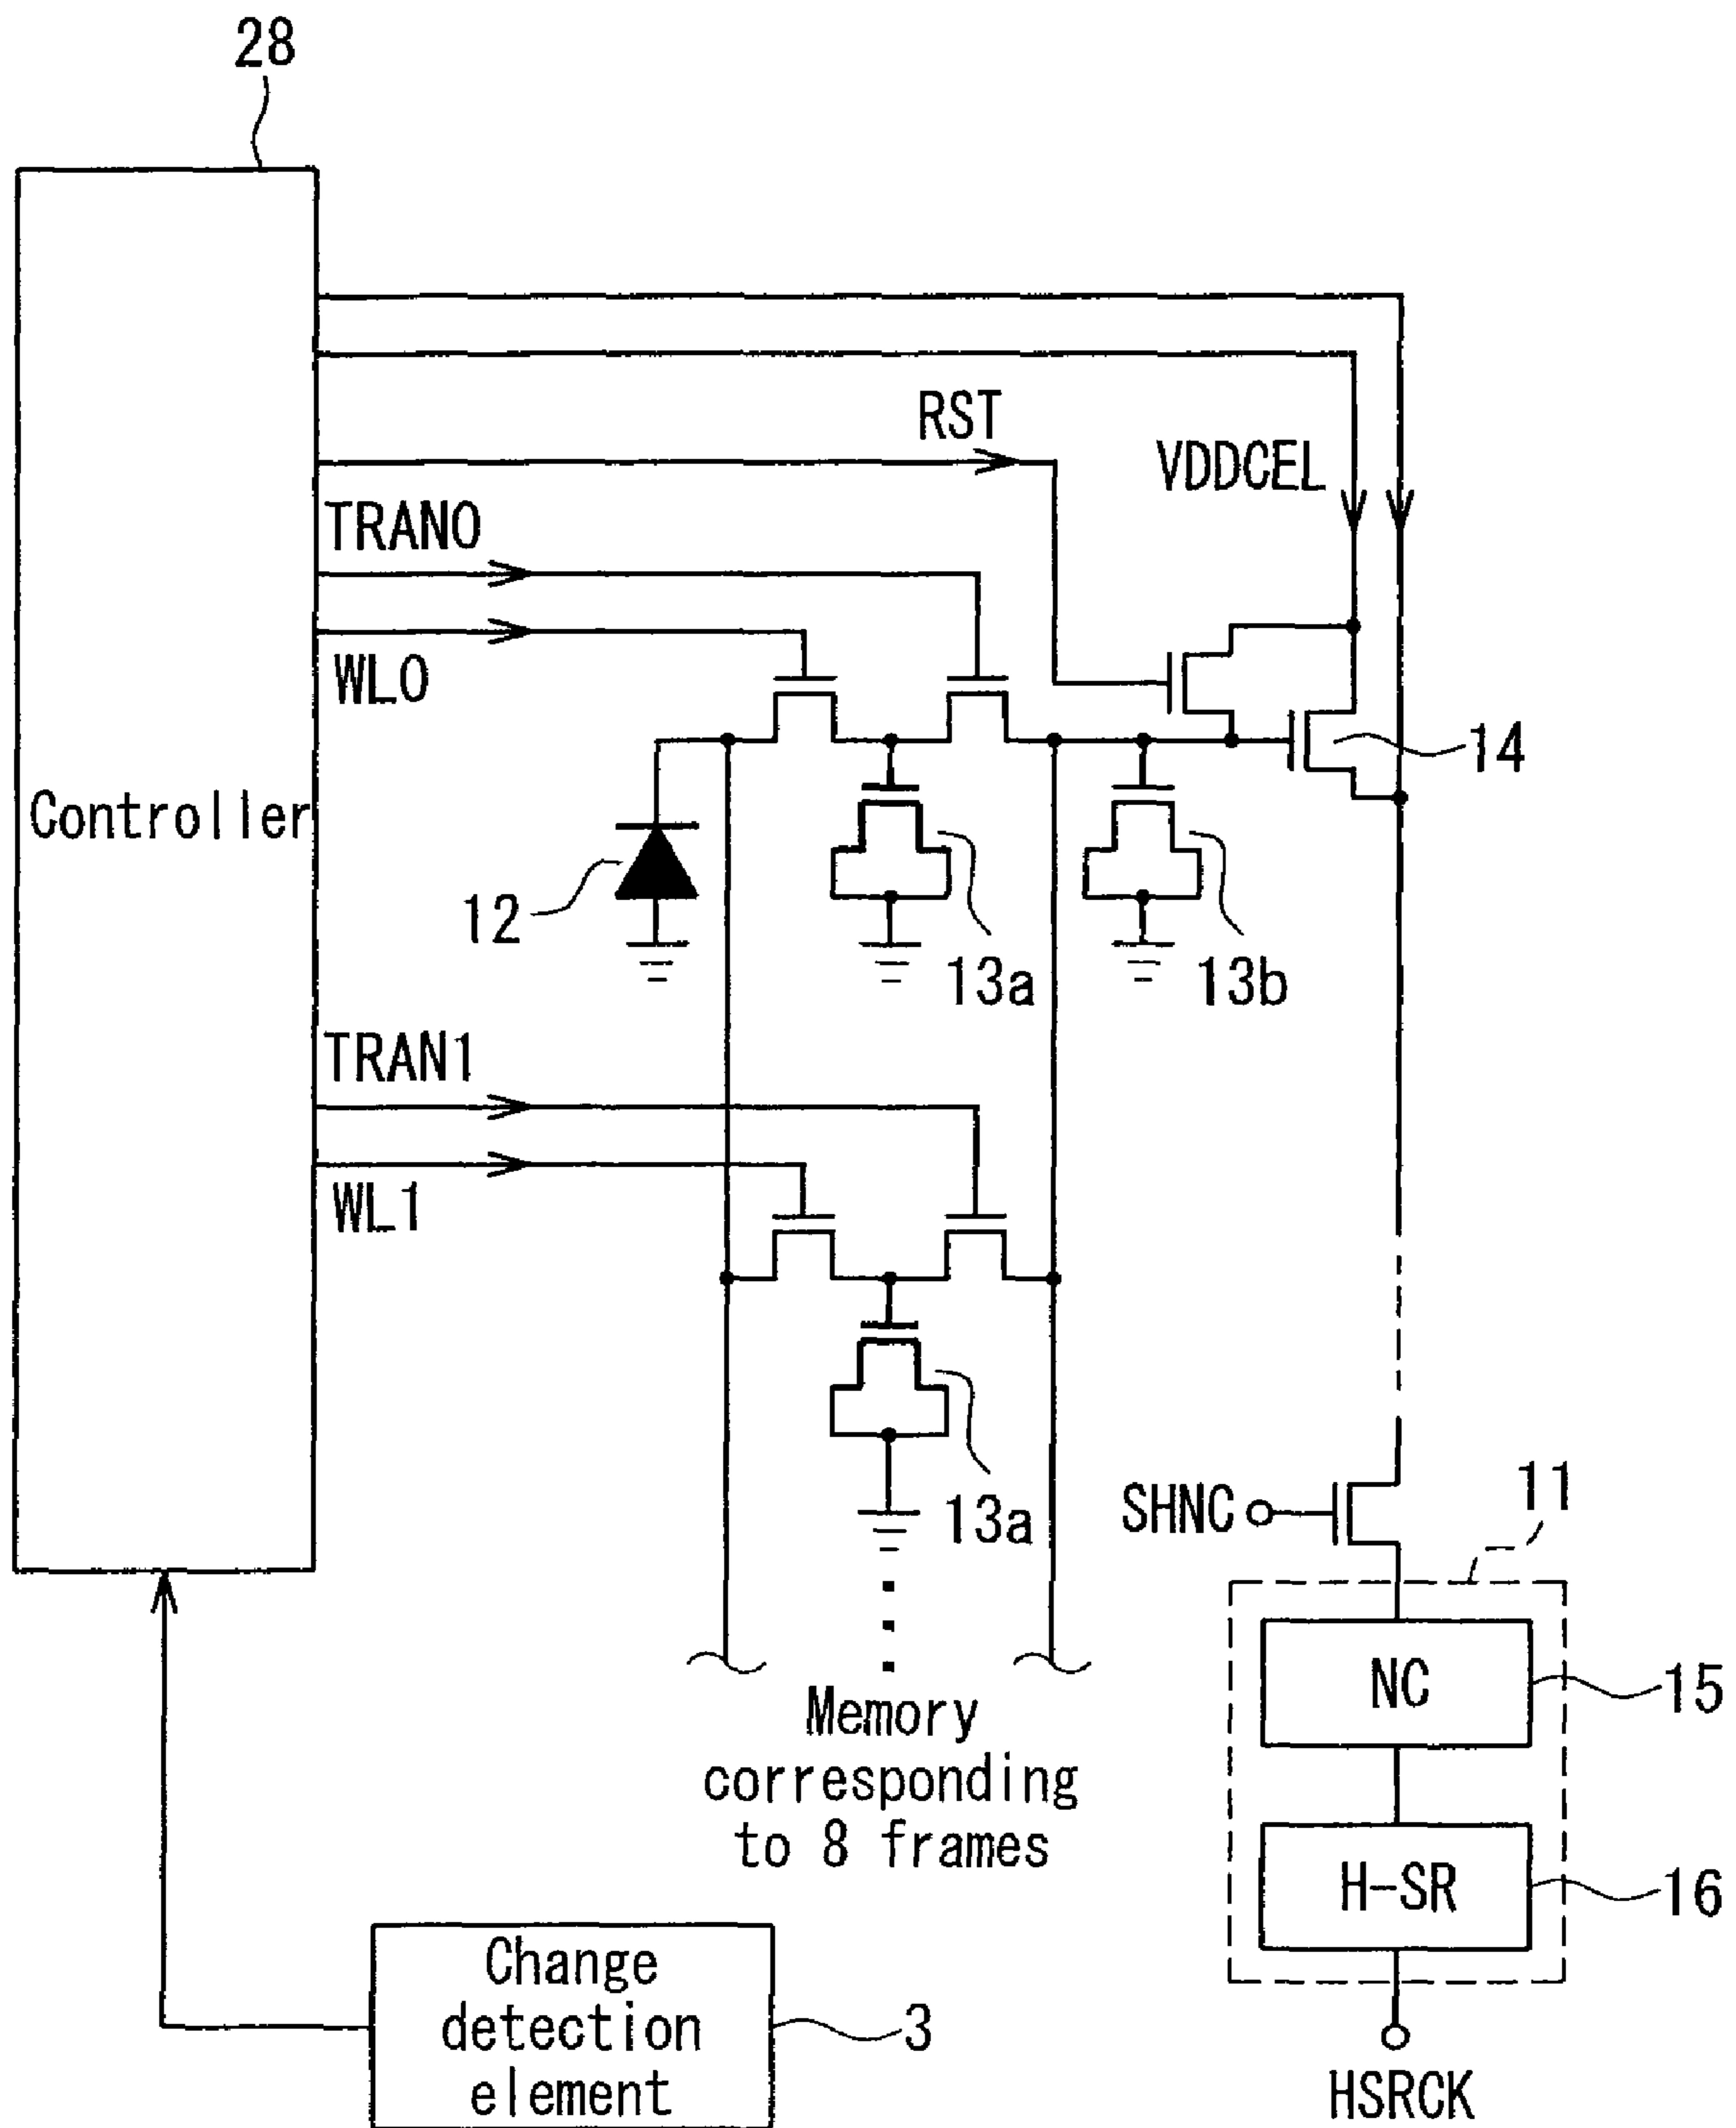 28
RST
VDDCEL
TRAN0
WL0
14
Controller
12
13a
13b
TRAN1
WL1
13a
SHNC
11
NC
15
Memory
corresponding
to 8 frames
H-SR
16
Change
detection
element
3
HSRCK